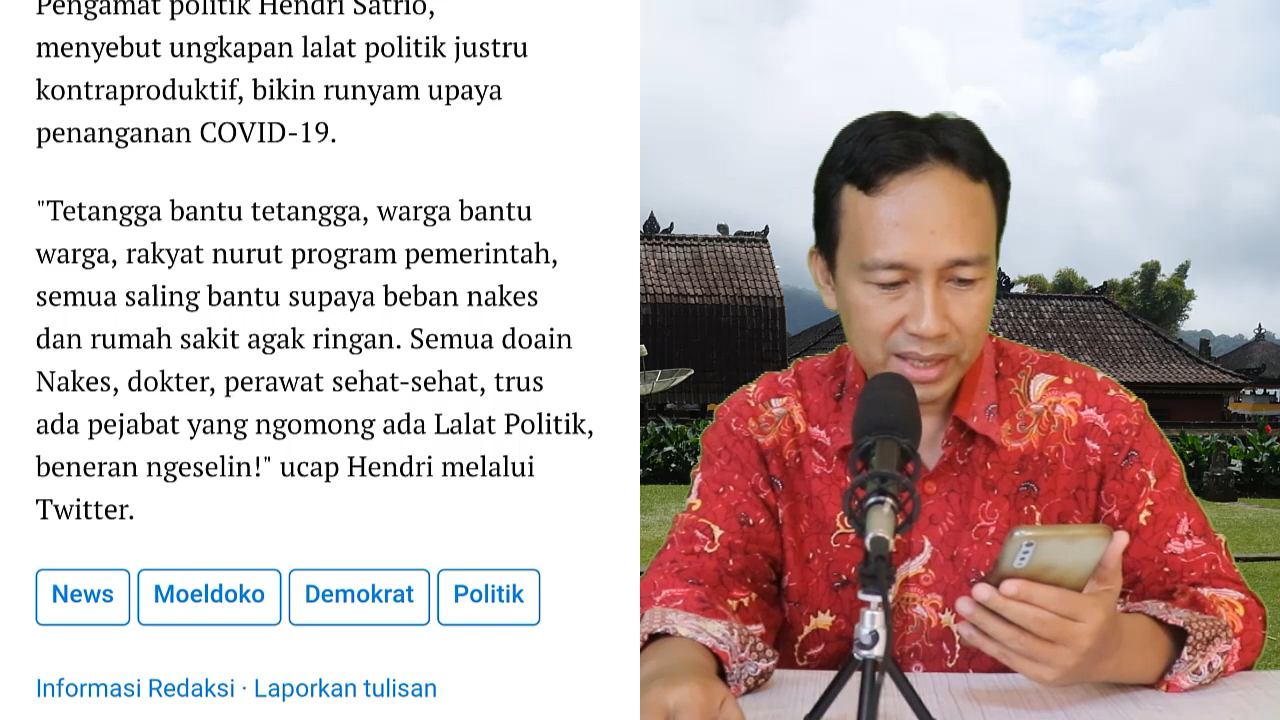 Pengamat politik Hendri Satrio,
menyebut ungkapan lalat politik justru
kontraproduktif, bikin runyam upaya
penanganan COVID-19.
"Tetangga bantu tetangga, warga bantu
warga, rakyat nurut program pemerintah,
semua saling bantu supaya beban nakes
dan rumah sakit agak ringan. Semua doain
Nakes, dokter, perawat sehat-sehat, trus
ada pejabat yang ngomong ada Lalat Politik,
beneran ngeselin!" ucap Hendri melalui
Twitter.
News Moeldoko Demokrat Politik
Informasi Redaksi · Laporkan tulisan